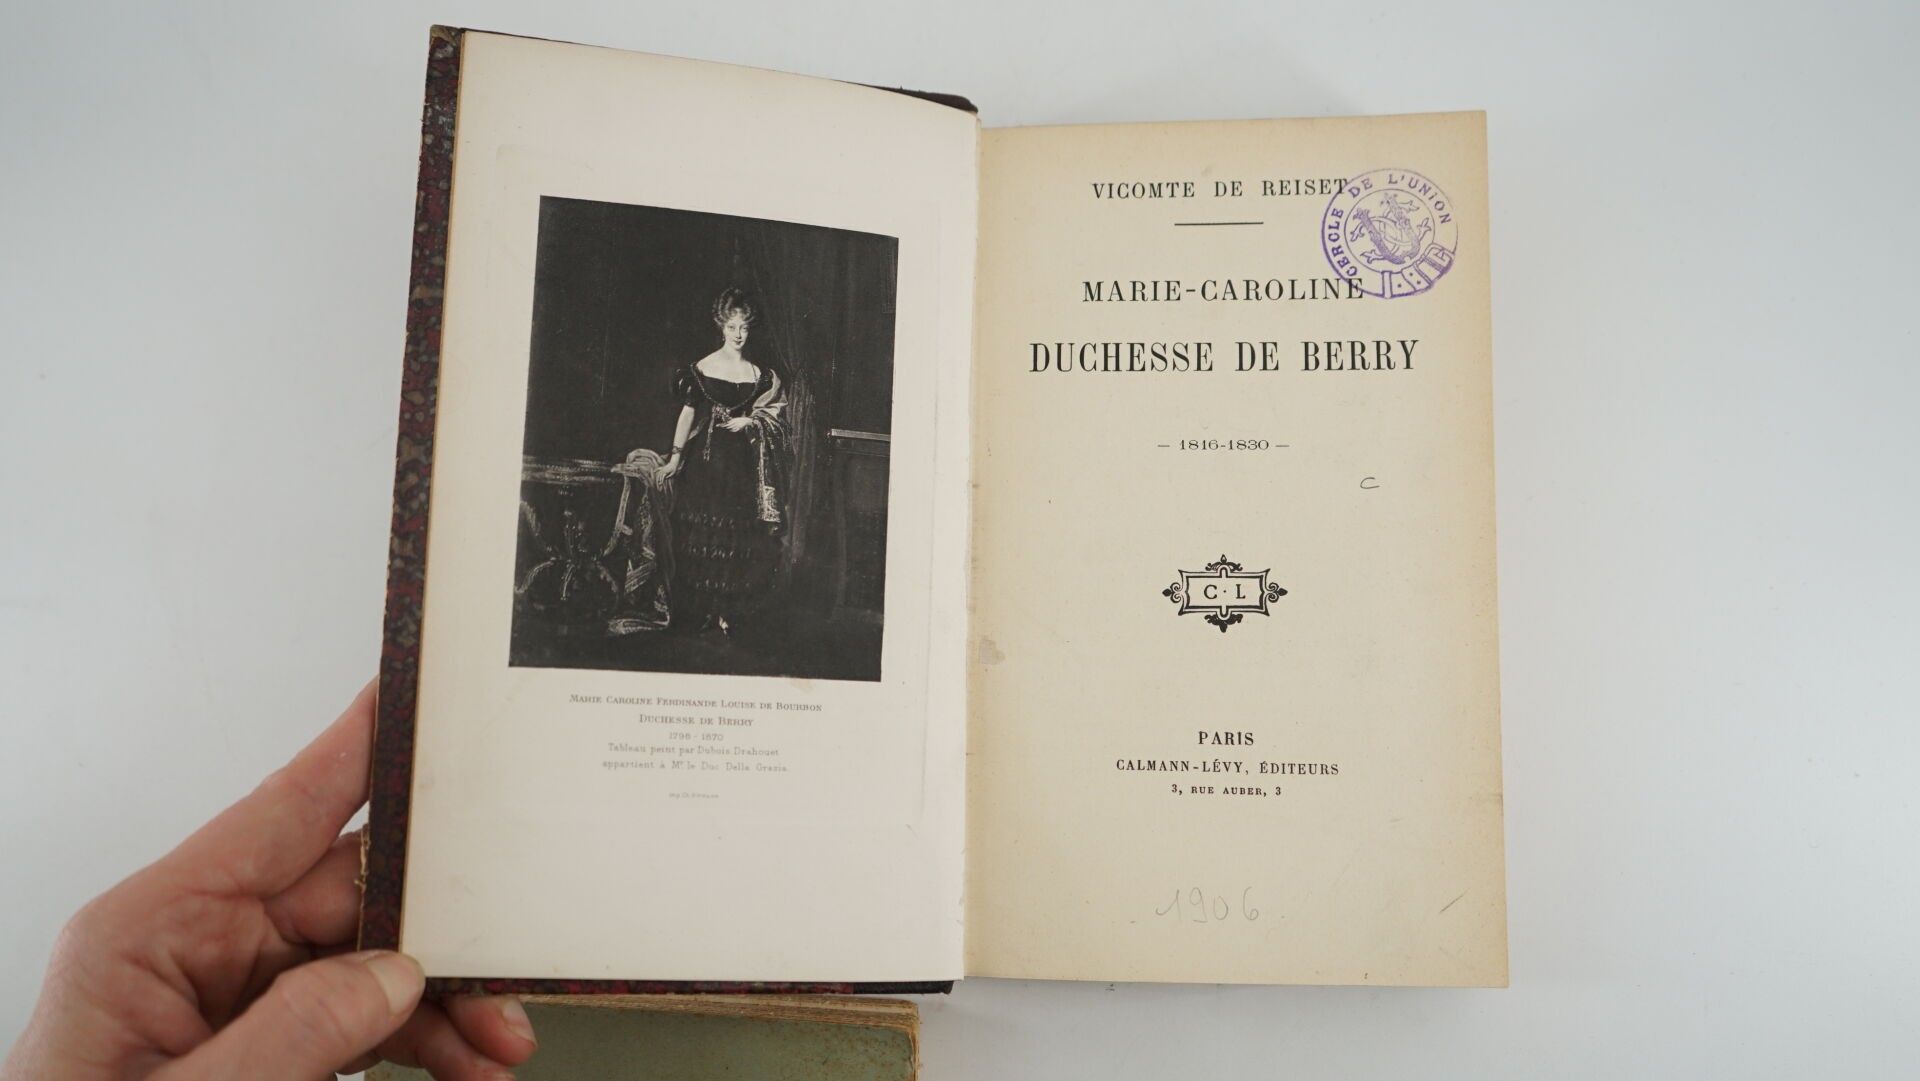 MARIE CAROLINE FERDINANDE LOUISE DE BOURBON
DUCHESSE DE BERRY
1798 - 1870
Tableau peint par Dubois Drahouet
appartient à Mr. le Duc Della Grazia.
VICOMTE DE REISET
CERCLE DE L'UNION
MARIE-CAROLINE
DUCHESSE DE BERRY
— 1816-1830 —
C
C · L
PARIS
CALMANN-LÉVY, ÉDITEURS
3, RUE AUBER, 3
1906